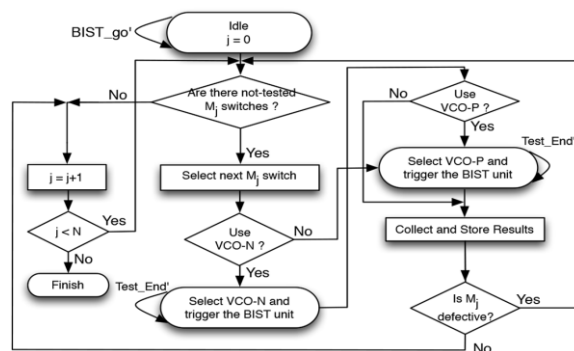 Idle
j = 0
BIST_go'
No
Are there not-tested
Mj switches ?
Yes
Select next Mj switch
j = j+1
j < N
Yes
No
Finish
Use
VCO-N ?
No
Yes
Test_End'
Select VCO-N and
trigger the BIST unit
No
Use
VCO-P ?
Yes
Test_End'
Select VCO-P and
trigger the BIST unit
Collect and Store Results
Is Mj
defective?
Yes
No